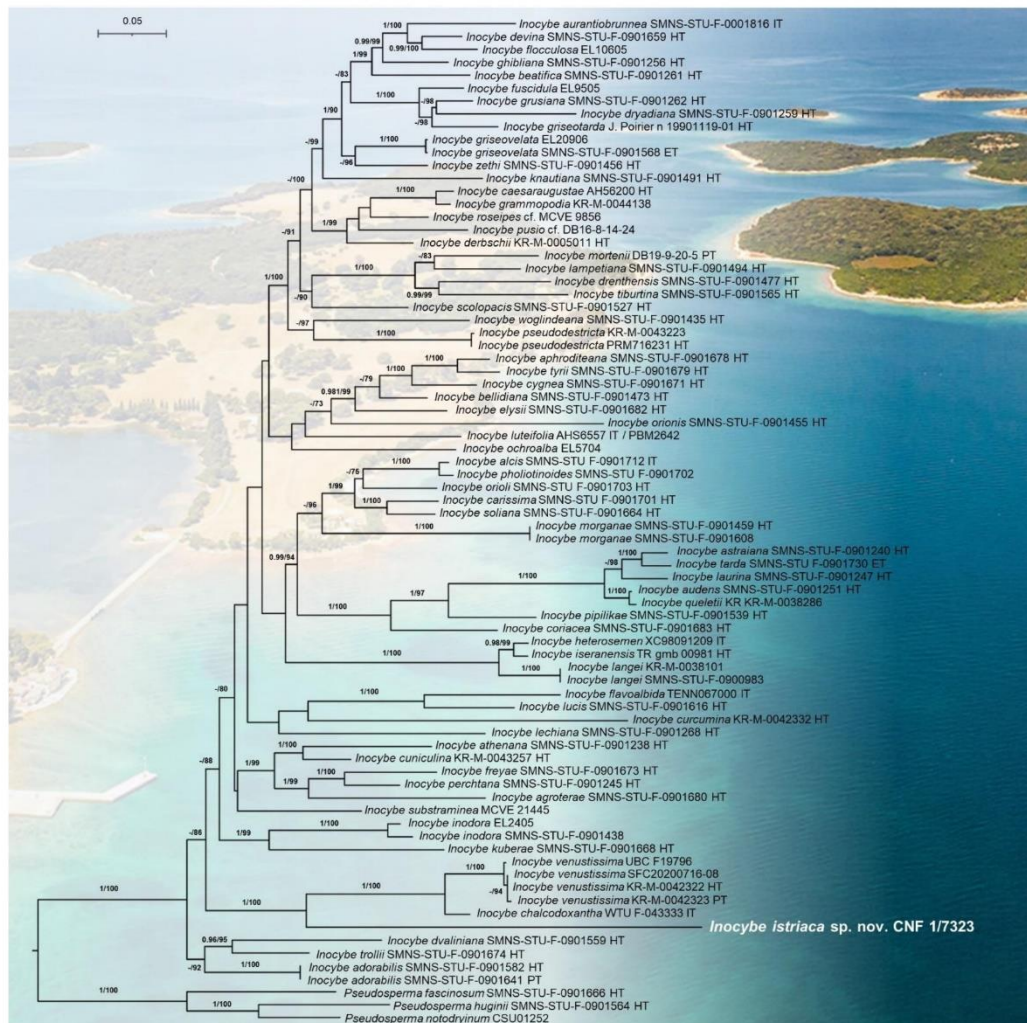 0.05
1/100
Inocybe aurantiobrunnea SMNS-STU-F-0001816 IT
0.99/99
Inocybe devina SMNS-STU-F-0901659 HT
0.99/100
Inocybe flocculosa EL10605
1/99
Inocybe ghibliana SMNS-STU-F-0901256 HT
-/83
Inocybe beatifica SMNS-STU-F-0901261 HT
Inocybe fuscidula EL9505
1/100
-/98
Inocybe grusiana SMNS-STU-F-0901262 HT
1/90
Inocybe dryadiana SMNS-STU-F-0901259 HT
-/98
Inocybe griseotarda J. Poirier n 19901119-01 HT
-/99
Inocybe griseovelata EL20906
1/100
Inocybe griseovelata SMNS-STU-F-0901568 ET
-/96
Inocybe zethi SMNS-STU-F-0901456 HT
-/100
Inocybe knautiana SMNS-STU-F-0901491 HT
1/100
Inocybe caesaraugustae AH56200 HT
Inocybe grammopodia KR-M-0044138
1/99
Inocybe roseipes cf. MCVE 9856
-/91
Inocybe pusio cf. DB16-8-14-24
Inocybe derbschii KR-M-0005011 HT
-/83
Inocybe mortenii DB19-9-20-5 PT
1/100
Inocybe lampetiana SMNS-STU-F-0901494 HT
1/100
Inocybe drenthensis SMNS-STU-F-0901477 HT
0.99/99
Inocybe tiburtina SMNS-STU-F-0901565 HT
-/90
Inocybe scolopacis SMNS-STU-F-0901527 HT
-/97
Inocybe woglindeana SMNS-STU-F-0901435 HT
1/100
Inocybe pseudodestricta KR-M-0043223
Inocybe pseudodestricta PRM716231 HT
1/100
Inocybe aphroditeana SMNS-STU-F-0901678 HT
1/100
Inocybe tyrii SMNS-STU-F-0901679 HT
-/79
Inocybe cygnea SMNS-STU-F-0901671 HT
0.981/99
Inocybe bellidiana SMNS-STU-F-0901473 HT
-/73
Inocybe elysii SMNS-STU-F-0901682 HT
Inocybe orionis SMNS-STU-F-0901455 HT
Inocybe luteifolia AHS6557 IT / PBM2642
Inocybe ochroalba EL5704
1/100
Inocybe alcis SMNS-STU F-0901712 IT
-/76
Inocybe pholiotinoides SMNS-STU F-0901702
1/99
Inocybe orioli SMNS-STU F-0901703 HT
1/100
Inocybe carissima SMNS-STU F-0901701 HT
-/96
Inocybe soliana SMNS-STU-F-0901664 HT
1/100
Inocybe morganae SMNS-STU-F-0901459 HT
Inocybe morganae SMNS-STU-F-0901608
0.99/94
1/100
Inocybe astraiana SMNS-STU-F-0901240 HT
-/98
Inocybe tarda SMNS-STU F-0901730 ET
Inocybe laurina SMNS-STU-F-0901247 HT
1/100
1/100
Inocybe audens SMNS-STU-F-0901251 HT
1/97
Inocybe queletii KR KR-M-0038286
1/100
Inocybe pipilikae SMNS-STU-F-0901539 HT
Inocybe coriacea SMNS-STU-F-0901683 HT
0.98/99
Inocybe heterosemen XC98091209 IT
1/100
Inocybe iseranensis TR gmb 00981 HT
1/100
Inocybe langei KR-M-0038101
Inocybe langei SMNS-STU-F-0900983
-/80
1/100
Inocybe flavoalbida TENN067000 IT
Inocybe lucis SMNS-STU-F-0901616 HT
Inocybe curcumina KR-M-0042332 HT
Inocybe lechiana SMNS-STU-F-0901268 HT
1/100
Inocybe athenana SMNS-STU-F-0901238 HT
-/88
1/99
Inocybe cuniculina KR-M-0043257 HT
1/100
Inocybe freyae SMNS-STU-F-0901673 HT
1/99
Inocybe perchtana SMNS-STU-F-0901245 HT
Inocybe agroterae SMNS-STU-F-0901680 HT
Inocybe substraminea MCVE 21445
-/86
1/100
Inocybe inodora EL2405
1/99
Inocybe inodora SMNS-STU-F-0901438
Inocybe kuberae SMNS-STU-F-0901668 HT
Inocybe venustissima UBC F19796
1/100
Inocybe venustissima SFC20200716-08
1/100
-/94
Inocybe venustissima KR-M-0042322 HT
Inocybe venustissima KR-M-0042323 PT
1/100
Inocybe chalcodoxantha WTU F-043333 IT
Inocybe istriaca sp. nov. CNF 1/7323
0.96/95
Inocybe dvaliniana SMNS-STU-F-0901559 HT
Inocybe trollii SMNS-STU-F-0901674 HT
-/92
1/100
Inocybe adorabilis SMNS-STU-F-0901582 HT
Inocybe adorabilis SMNS-STU-F-0901641 PT
1/100
Pseudosperma fascinosum SMNS-STU-F-0901666 HT
1/100
Pseudosperma huginii SMNS-STU-F-0901564 HT
Pseudosperma notodryinum CSU01252